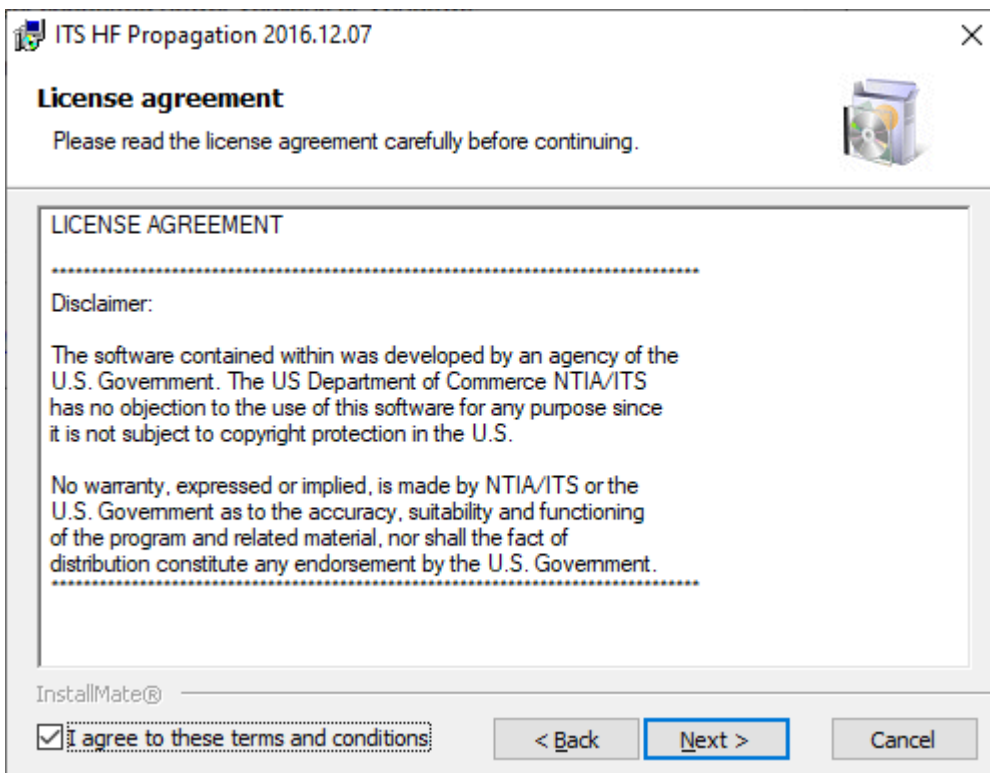 ITS HF Propagation 2016.12.07
License agreement
Please read the license agreement carefully before continuing.
LICENSE AGREEMENT
*********************************************************************************
Disclaimer:
The software contained within was developed by an agency of the
U.S. Government. The US Department of Commerce NTIA/ITS
has no objection to the use of this software for any purpose since
it is not subject to copyright protection in the U.S.
No warranty, expressed or implied, is made by NTIA/ITS or the
U.S. Government as to the accuracy, suitability and functioning
of the program and related material, nor shall the fact of
distribution constitute any endorsement by the U.S. Government.
*********************************************************************************
InstallMate®
I agree to these terms and conditions
< Back
Next >
Cancel